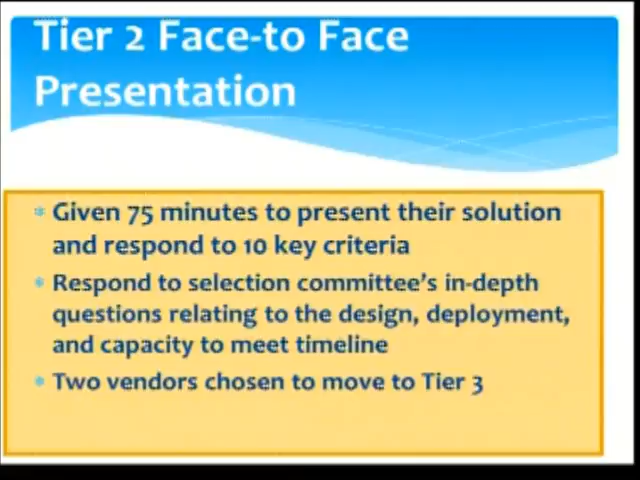 Tier 2 Face-to Face
Presentation
* Given 75 minutes to present their solution
and respond to 10 key criteria
* Respond to selection committee's in-depth
questions relating to the design, deployment,
and capacity to meet timeline
* Two vendors chosen to move to Tier 3